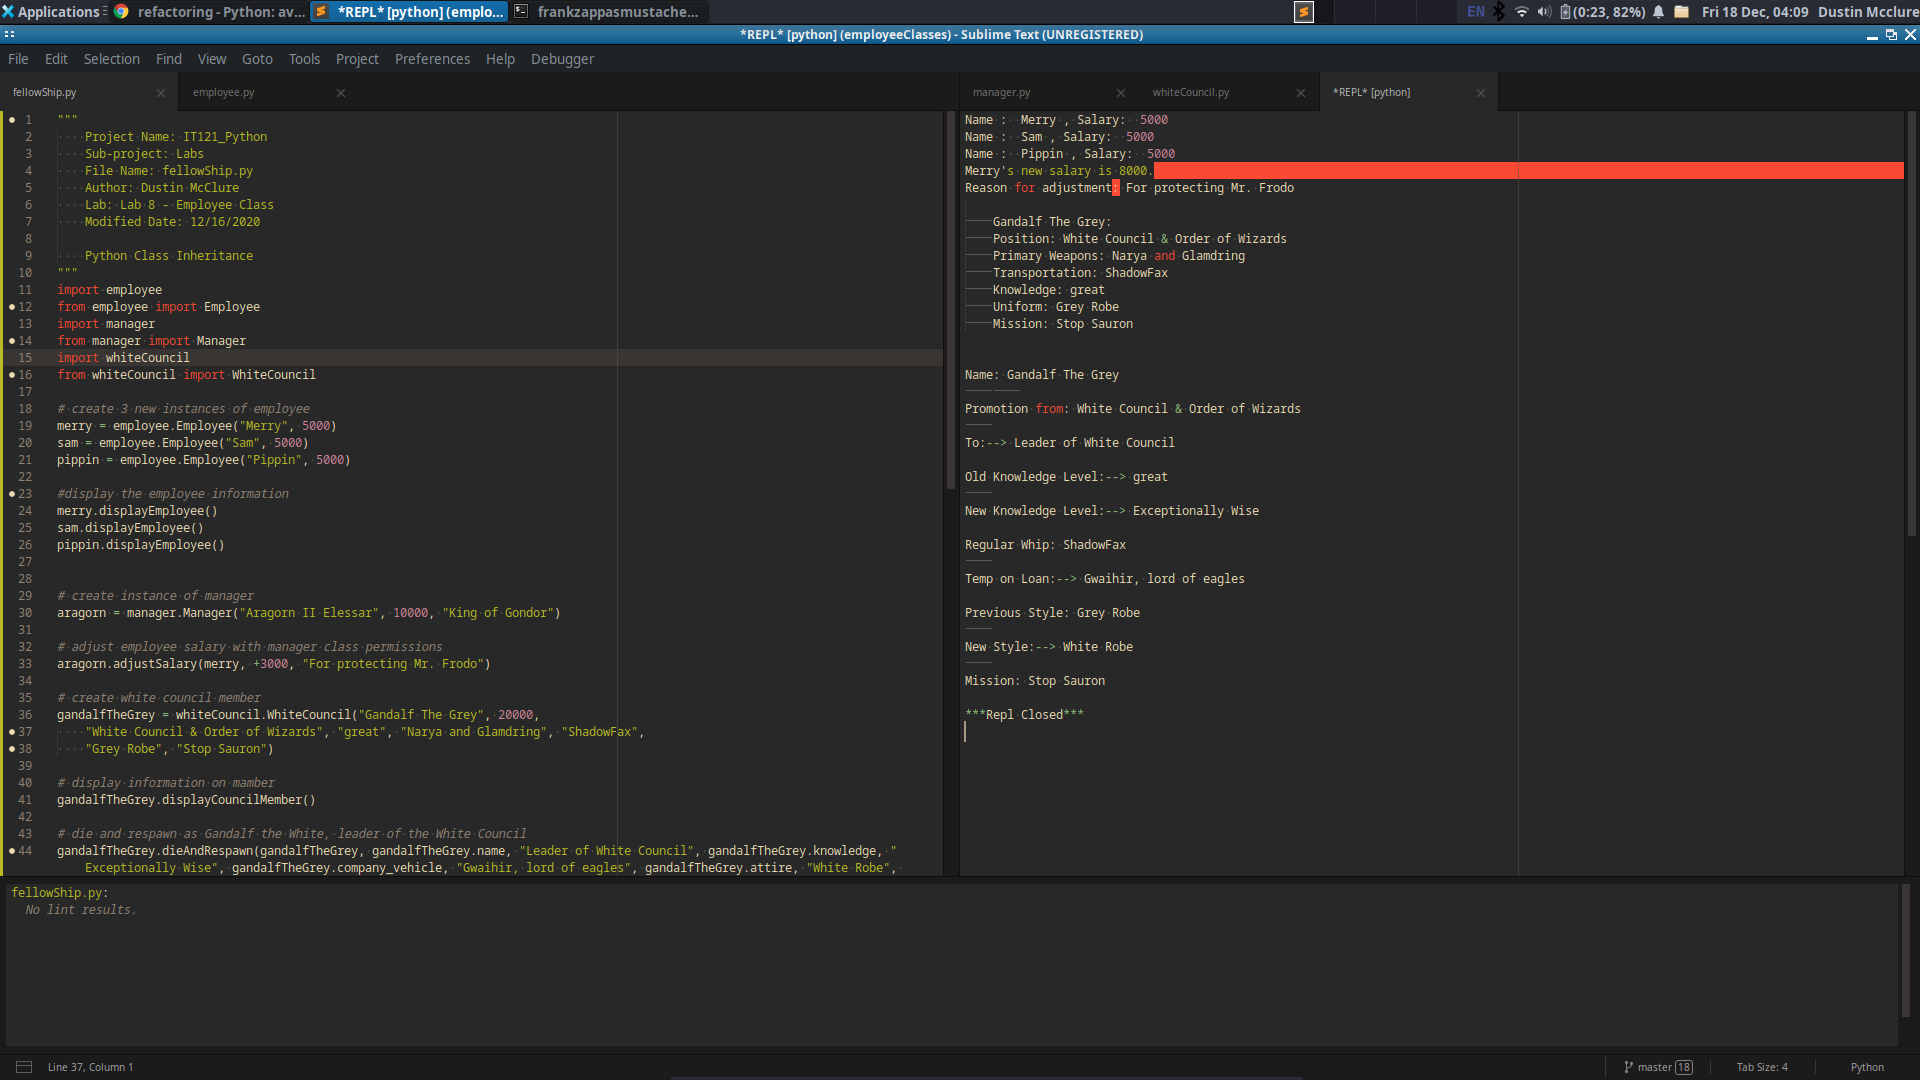 Applications
refactoring - Python: av...
*REPL* [python] (emplo...
frankzappasmustache...
EN
(0:23, 82%)
Fri 18 Dec, 04:09
Dustin Mcclure
*REPL* [python] (employeeClasses) - Sublime Text (UNREGISTERED)
File Edit Selection Find View Goto Tools Project Preferences Help Debugger
fellowShip.py
employee.py
manager.py
whiteCouncil.py
*REPL* [python]
1 """
2 Project Name: IT121_Python
3 Sub-project: Labs
4 File Name: fellowShip.py
5 Author: Dustin McClure
6 Lab: Lab 8 - Employee Class
7 Modified Date: 12/16/2020
8
9 Python Class Inheritance
10 """
11 import employee
12 from employee import Employee
13 import manager
14 from manager import Manager
15 import whiteCouncil
16 from whiteCouncil import WhiteCouncil
17
18 # create 3 new instances of employee
19 merry = employee.Employee("Merry", 5000)
20 sam = employee.Employee("Sam", 5000)
21 pippin = employee.Employee("Pippin", 5000)
22
23 #display the employee information
24 merry.displayEmployee()
25 sam.displayEmployee()
26 pippin.displayEmployee()
27
28
29 # create instance of manager
30 aragorn = manager.Manager("Aragorn II Elessar", 10000, "King of Gondor")
31
32 # adjust employee salary with manager class permissions
33 aragorn.adjustSalary(merry, +3000, "For protecting Mr. Frodo")
34
35 # create white council member
36 gandalfTheGrey = whiteCouncil.WhiteCouncil("Gandalf The Grey", 20000,
37 "White Council & Order of Wizards", "great", "Narya and Glamdring", "ShadowFax",
38 "Grey Robe", "Stop Sauron")
39
40 # display information on mamber
41 gandalfTheGrey.displayCouncilMember()
42
43 # die and respawn as Gandalf the White, leader of the White Council
44 gandalfTheGrey.dieAndRespawn(gandalfTheGrey, gandalfTheGrey.name, "Leader of White Council", gandalfTheGrey.knowledge, "
Exceptionally Wise", gandalfTheGrey.company_vehicle, "Gwaihir, lord of eagles", gandalfTheGrey.attire, "White Robe",
Name : Merry , Salary: 5000
Name : Sam , Salary: 5000
Name : Pippin , Salary: 5000
Merry's new salary is 8000.
Reason for adjustment: For protecting Mr. Frodo
Gandalf The Grey:
Position: White Council & Order of Wizards
Primary Weapons: Narya and Glamdring
Transportation: ShadowFax
Knowledge: great
Uniform: Grey Robe
Mission: Stop Sauron
Name: Gandalf The Grey
Promotion from: White Council & Order of Wizards
To:--> Leader of White Council
Old Knowledge Level:--> great
New Knowledge Level:--> Exceptionally Wise
Regular Whip: ShadowFax
Temp on Loan:--> Gwaihir, lord of eagles
Previous Style: Grey Robe
New Style:--> White Robe
Mission: Stop Sauron
***Repl Closed***
fellowShip.py:
No lint results.
Line 37, Column 1
master 18
Tab Size: 4
Python